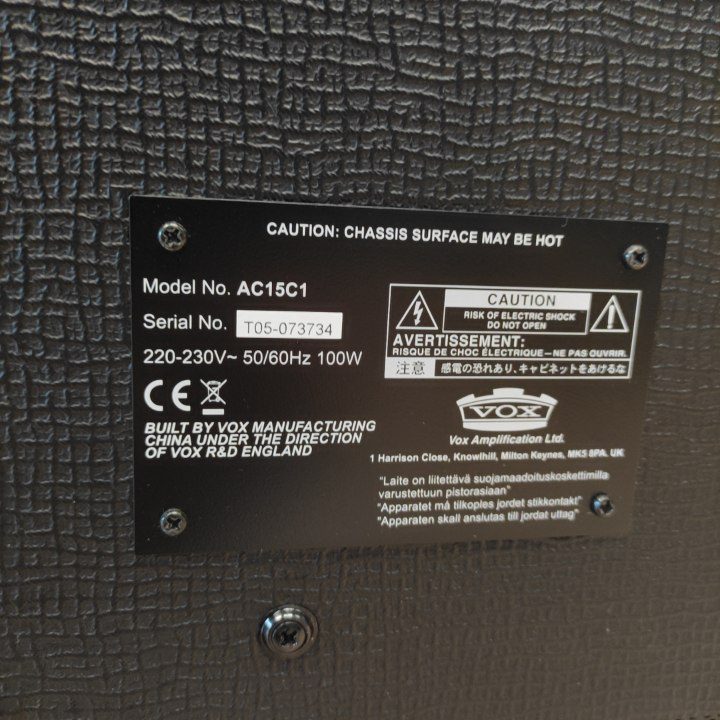 CAUTION: CHASSIS SURFACE MAY BE HOT
Model No. AC15C1
Serial No. T05-073734
220-230V~ 50/60Hz 100W
CE
BUILT BY VOX MANUFACTURING
CHINA UNDER THE DIRECTION
OF VOX R&D ENGLAND
CAUTION
RISK OF ELECTRIC SHOCK
DO NOT OPEN
AVERTISSEMENT:
RISQUE DE CHOC ÉLECTRIQUE-NE PAS OUVRIR.
注意 感電の恐れあり、キャビネットをあけるな
VOX
Vox Amplification Ltd.
1 Harrison Close, Knowlhill, Milton Keynes, MK5 8PA. UK
"Laite on liitettävä suojamaadoituskoskettimilla
varustettuun pistorasiaan"
"Apparatet må tilkoples jordet stikkontakt"
"Apparaten skall anslutas till jordat uttag"